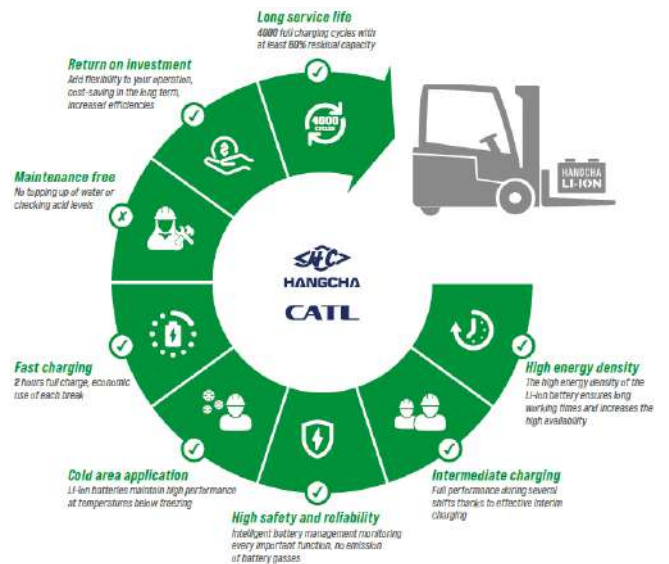 Long service life
4000 full charging cycles with
at least 80% residual capacity
Return on investment
Add flexibility to your operation,
cost-saving in the long term,
increased efficiencies
4000
CYCLES
HANGCHA
LI-ION
Maintenance free
No topping up of water or
checking acid levels
HC
HANGCHA
CATL
Fast charging
2 hours full charge, economic
use of each break
High energy density
The high energy density of the
Li-ion battery ensures long
working times and increases the
high availability
Cold area application
Li-ion batteries maintain high performance
at temperatures below freezing
Intermediate charging
Full performance during several
shifts thanks to effective interim
charging
High safety and reliability
Intelligent battery management monitoring
every important function, no emission
of battery gasses